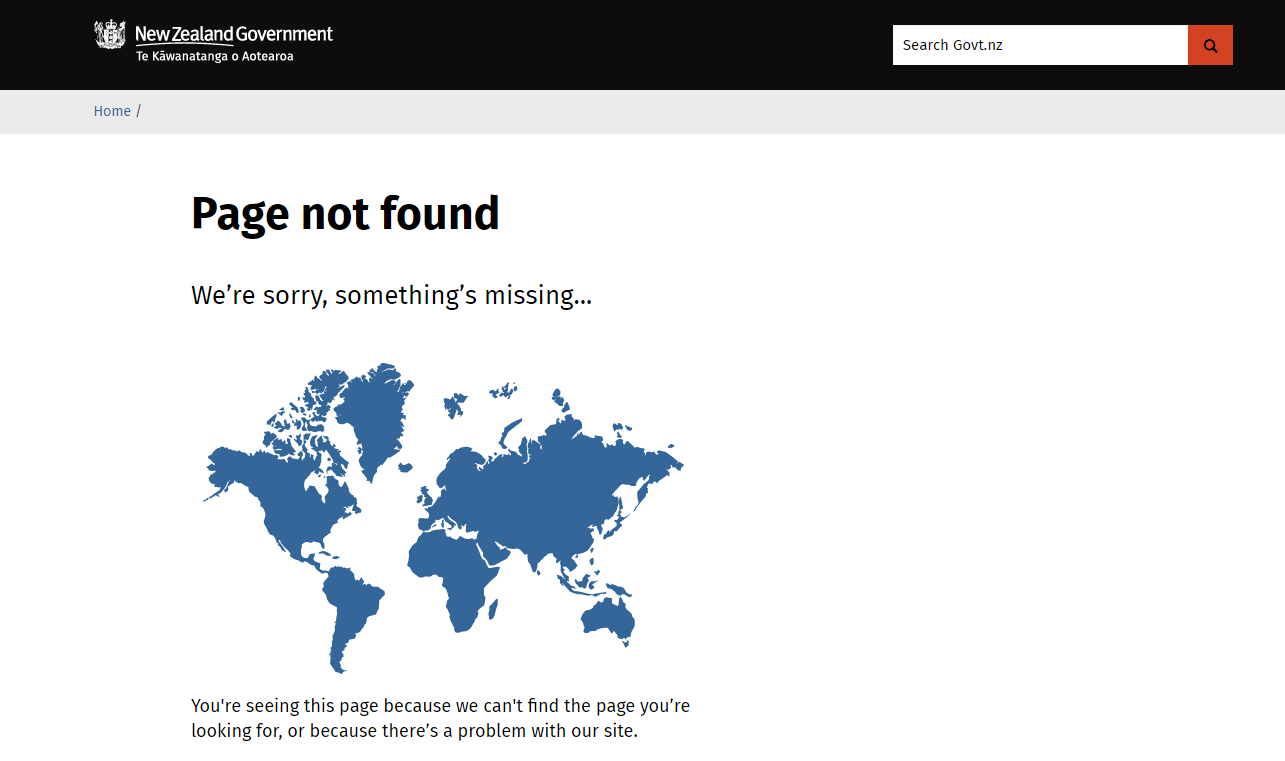 New Zealand Government
Te Kāwanatanga o Aotearoa
Search Govt.nz
Home /
Page not found
We’re sorry, something’s missing...
You're seeing this page because we can't find the page you’re
looking for, or because there’s a problem with our site.